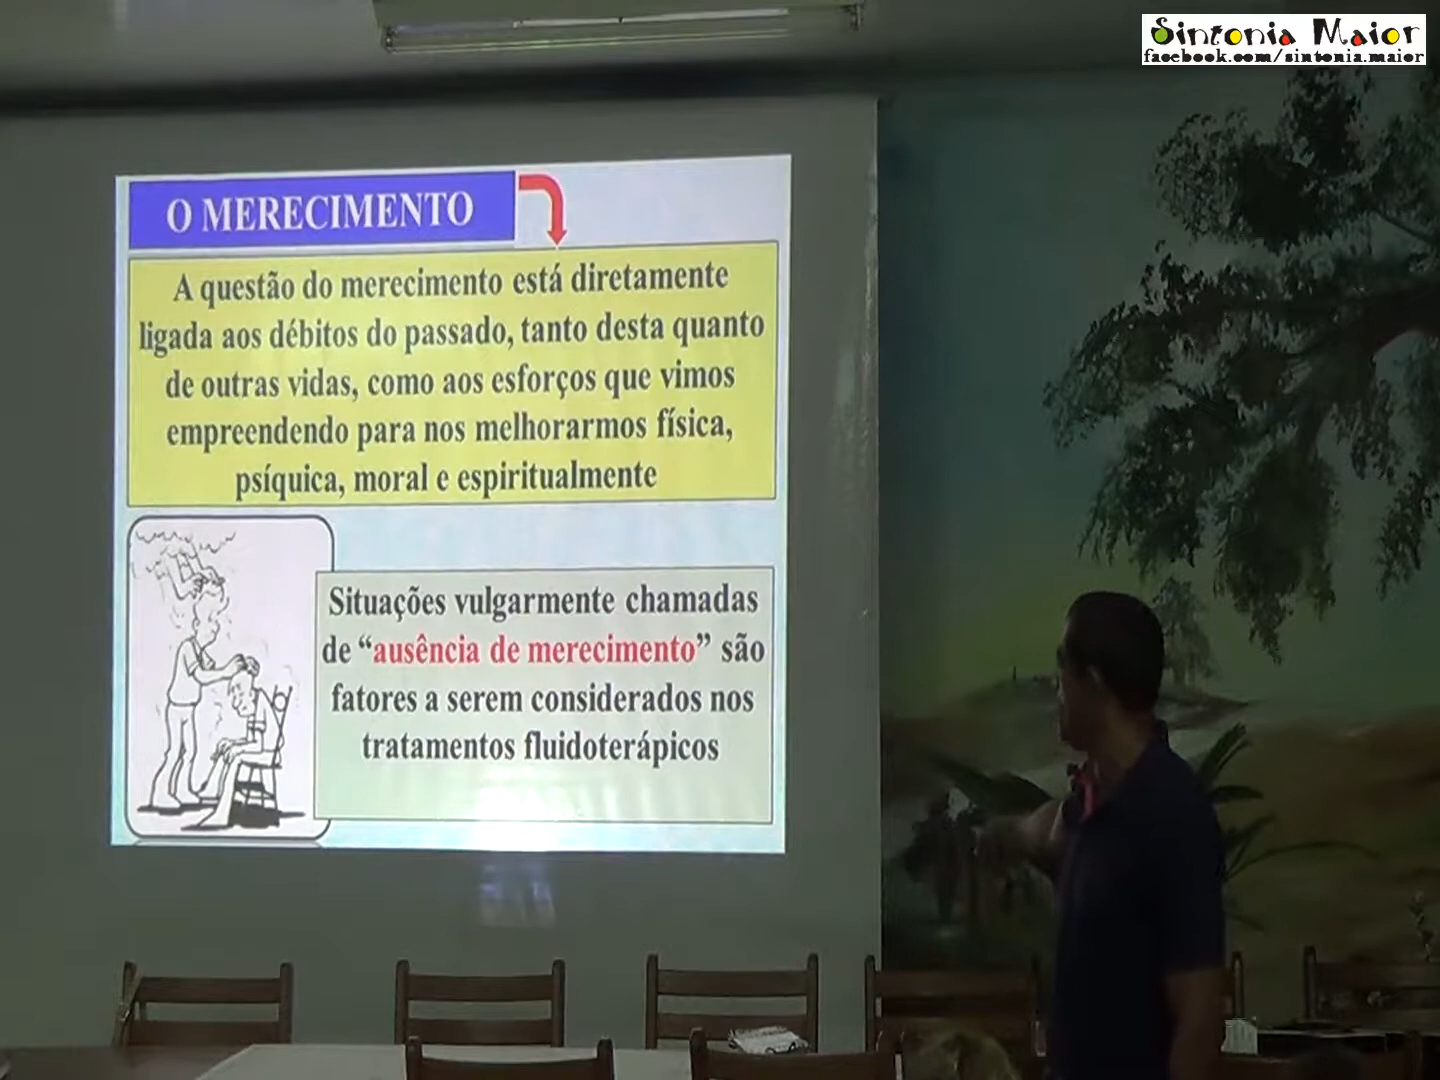 Sintonia Maior
facebook.com/sintonia.maior
O MERECIMENTO
A questão do merecimento está diretamente
ligada aos débitos do passado, tanto desta quanto
de outras vidas, como aos esforços que vimos
empreendendo para nos melhorarmos física,
psíquica, moral e espiritualmente
Situações vulgarmente chamadas
de “ausência de merecimento” são
fatores a serem considerados nos
tratamentos fluidoterápicos